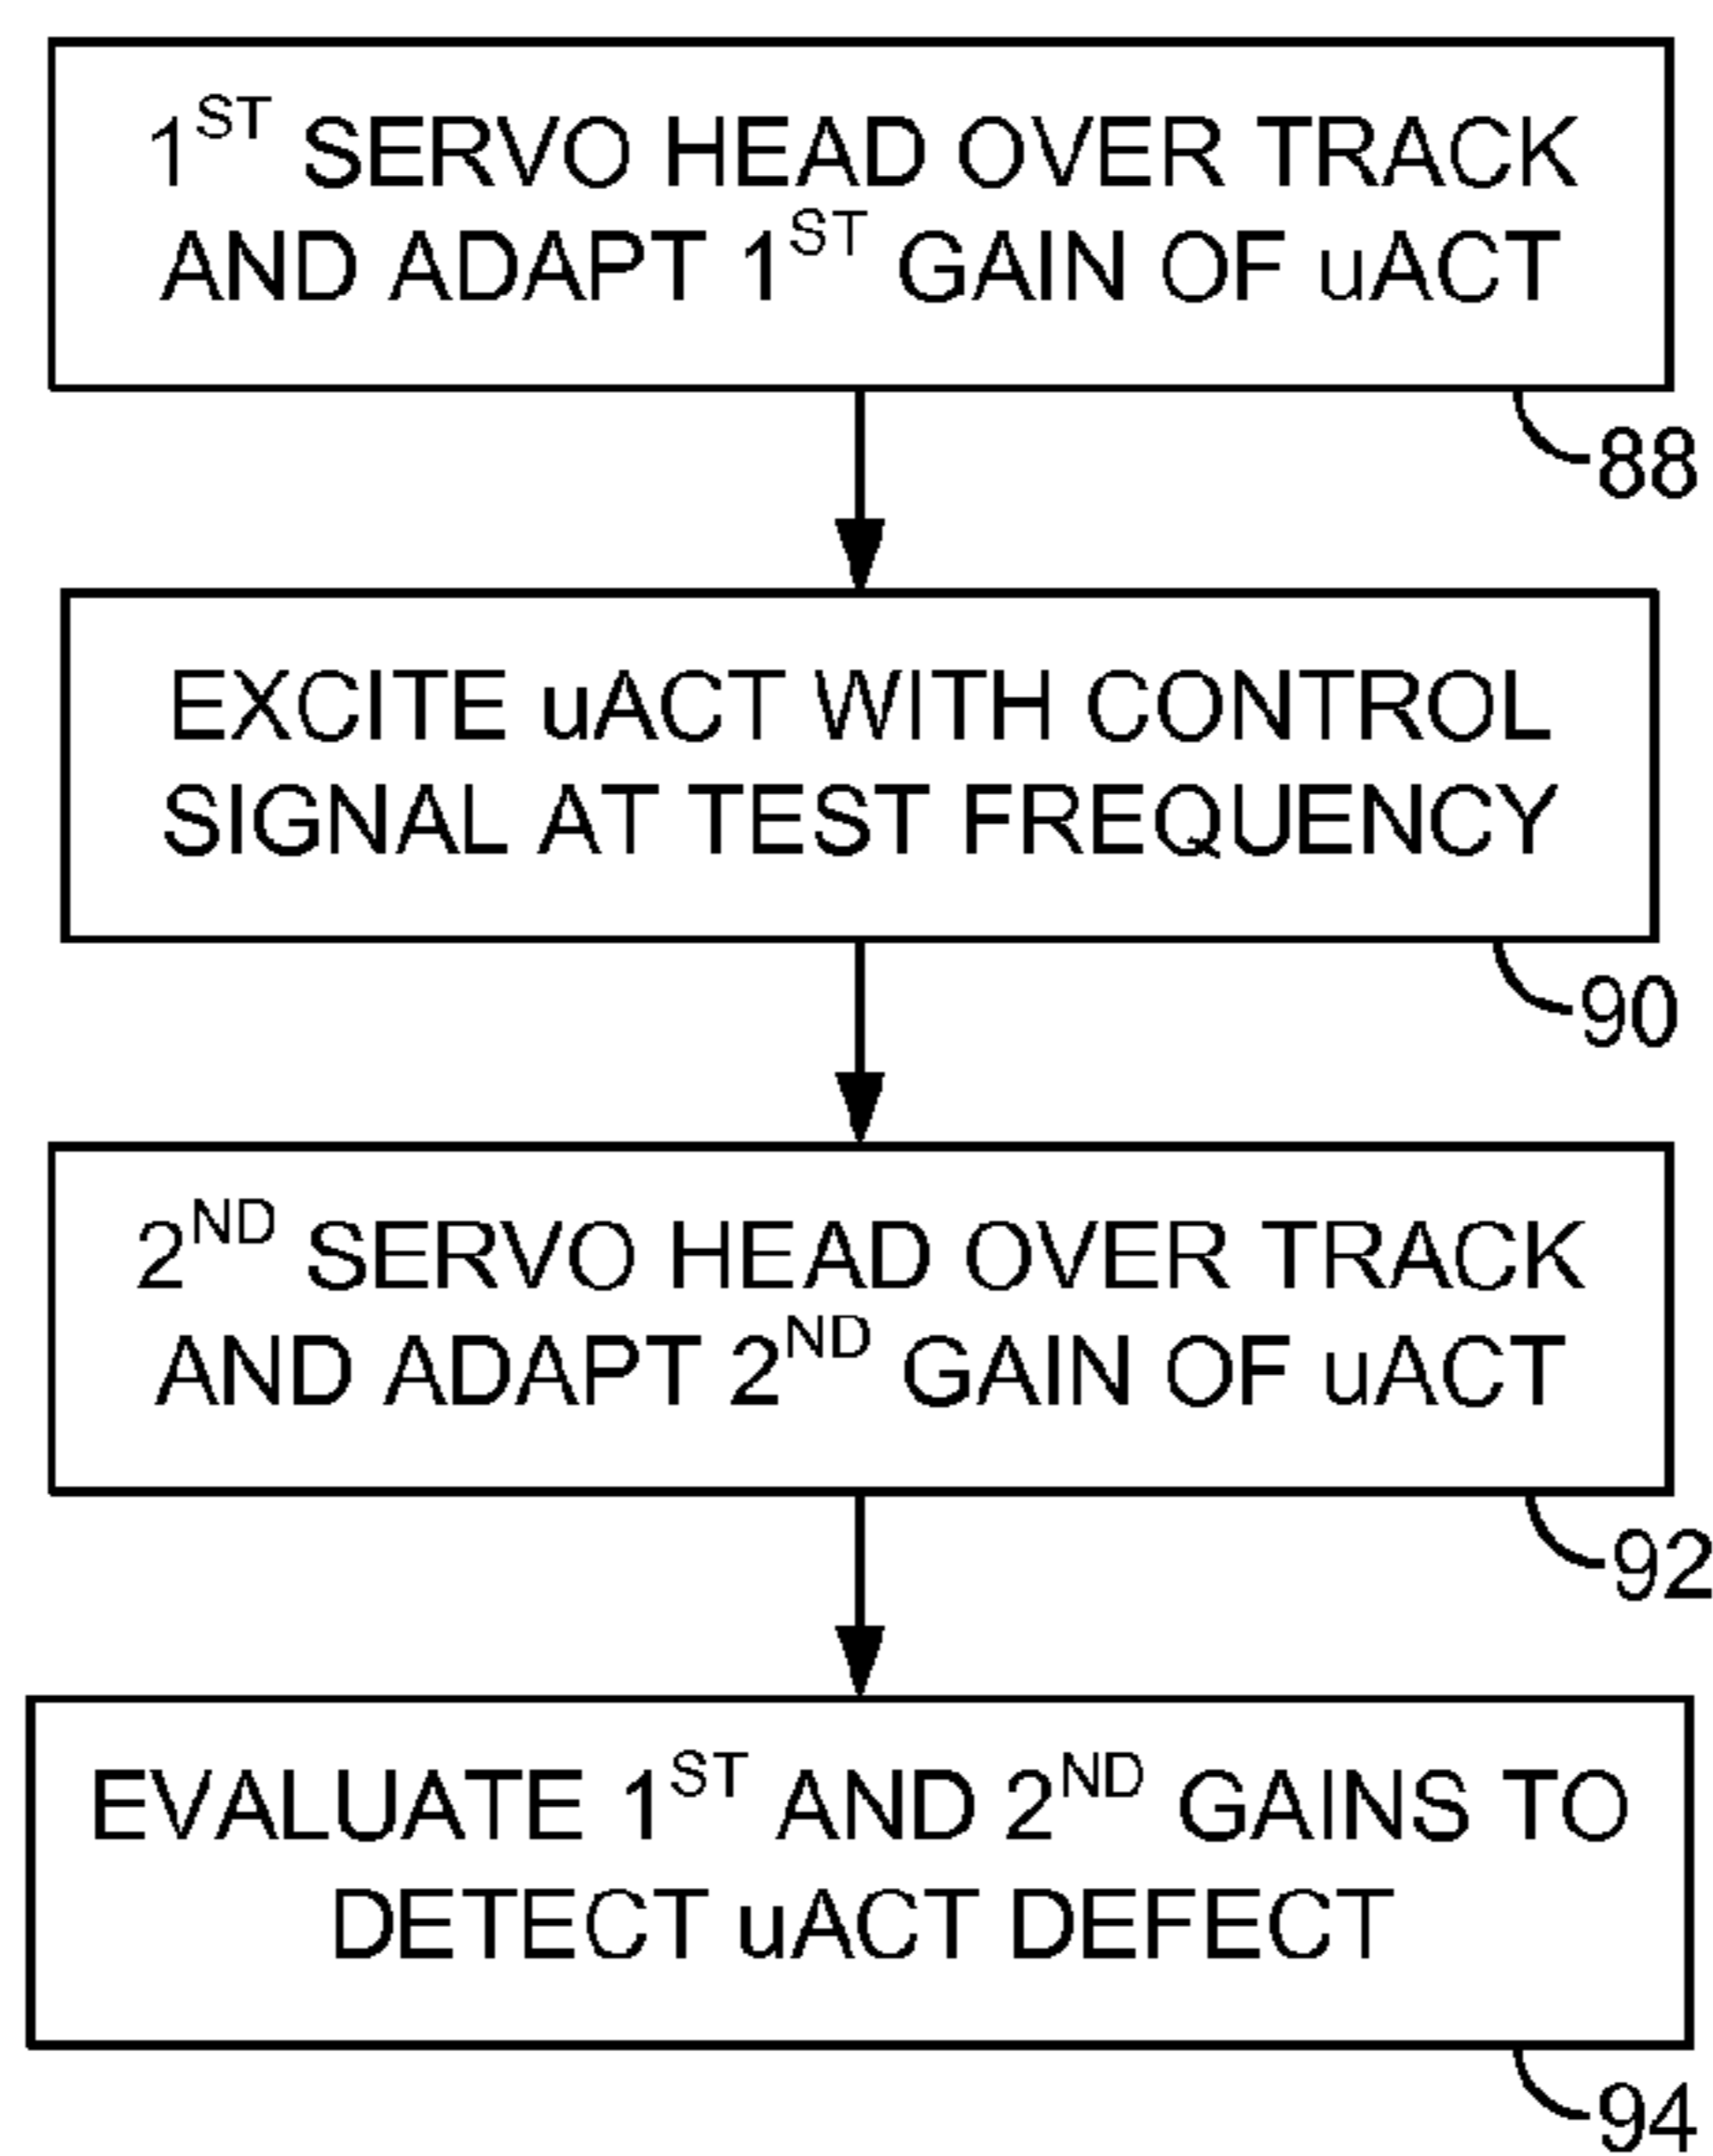 1ST SERVO HEAD OVER TRACK
AND ADAPT 1ST GAIN OF uACT
88
EXCITE uACT WITH CONTROL
SIGNAL AT TEST FREQUENCY
90
2ND SERVO HEAD OVER TRACK
AND ADAPT 2ND GAIN OF uACT
92
EVALUATE 1ST AND 2ND GAINS TO
DETECT uACT DEFECT
94